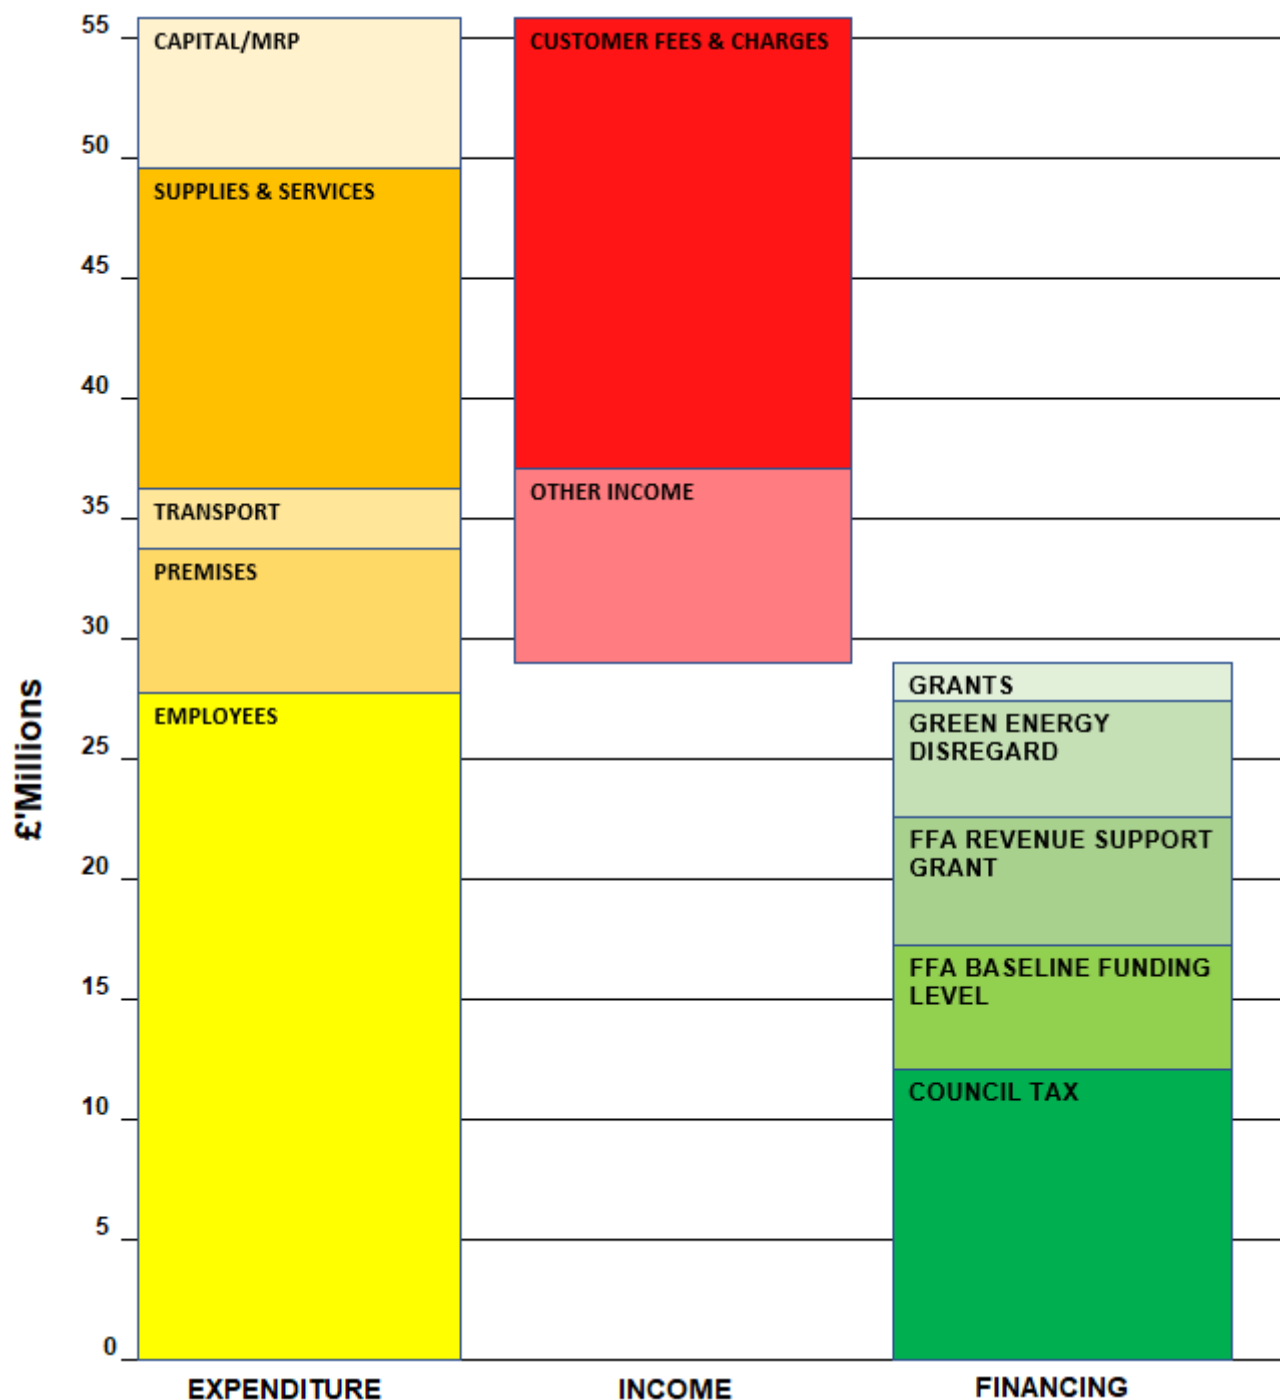 55
50
45
40
35
30
25
20
15
10
5
0
£'Millions
CAPITAL/MRP
SUPPLIES & SERVICES
TRANSPORT
PREMISES
EMPLOYEES
CUSTOMER FEES & CHARGES
OTHER INCOME
GRANTS
GREEN ENERGY
DISREGARD
FFA REVENUE SUPPORT
GRANT
FFA BASELINE FUNDING
LEVEL
COUNCIL TAX
EXPENDITURE
INCOME
FINANCING